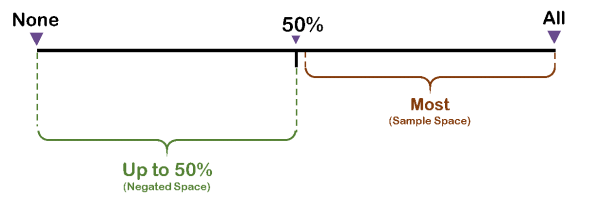 None
50%
All
Most
(Sample Space)
Up to 50%
(Negated Space)